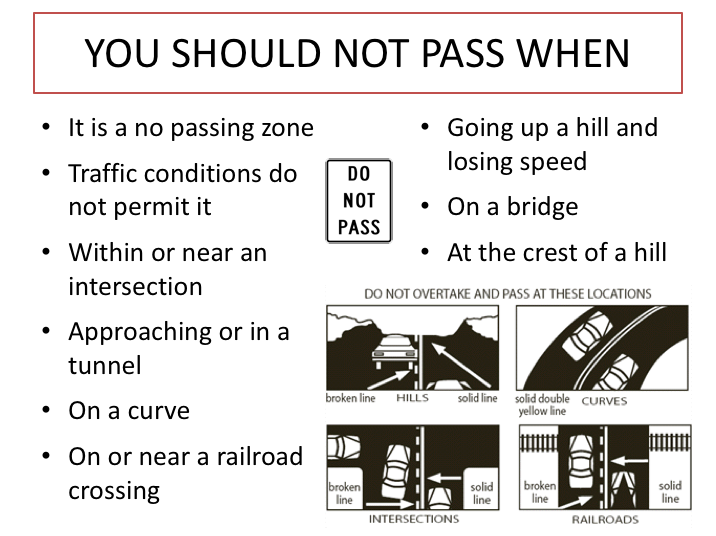 YOU SHOULD NOT PASS WHEN
• It is a no passing zone
• Traffic conditions do
not permit it
• Within or near an
intersection
• Approaching or in a
tunnel
• On a curve
• On or near a railroad
crossing
DO
NOT
PASS
• Going up a hill and
losing speed
• On a bridge
• At the crest of a hill
DO NOT OVERTAKE AND PASS AT THESE LOCATIONS
broken line
HILLS
solid line
solid double
yellow line
CURVES
broken
line
solid
line
INTERSECTIONS
broken
line
solid
line
RAILROADS